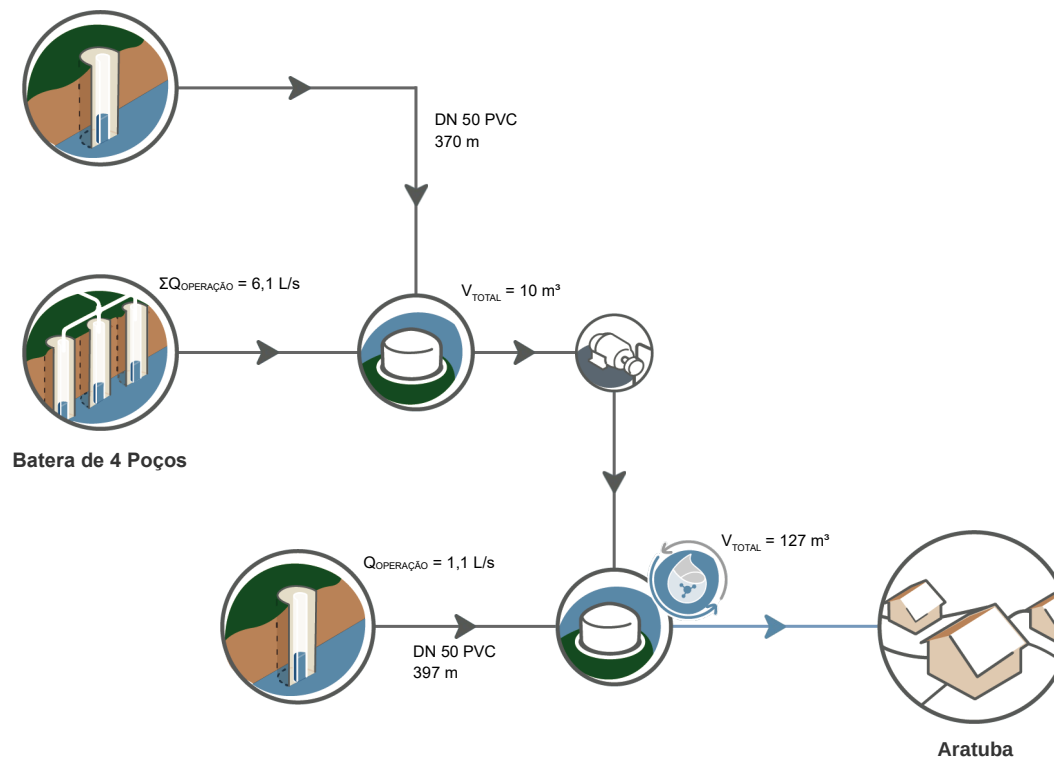 DN 50 PVC
370 m
ΣQOPERAÇÃO = 6,1 L/s
VTOTAL = 10 m³
Batera de 4 Poços
QOPERAÇÃO = 1,1 L/s
VTOTAL = 127 m³
DN 50 PVC
397 m
Aratuba